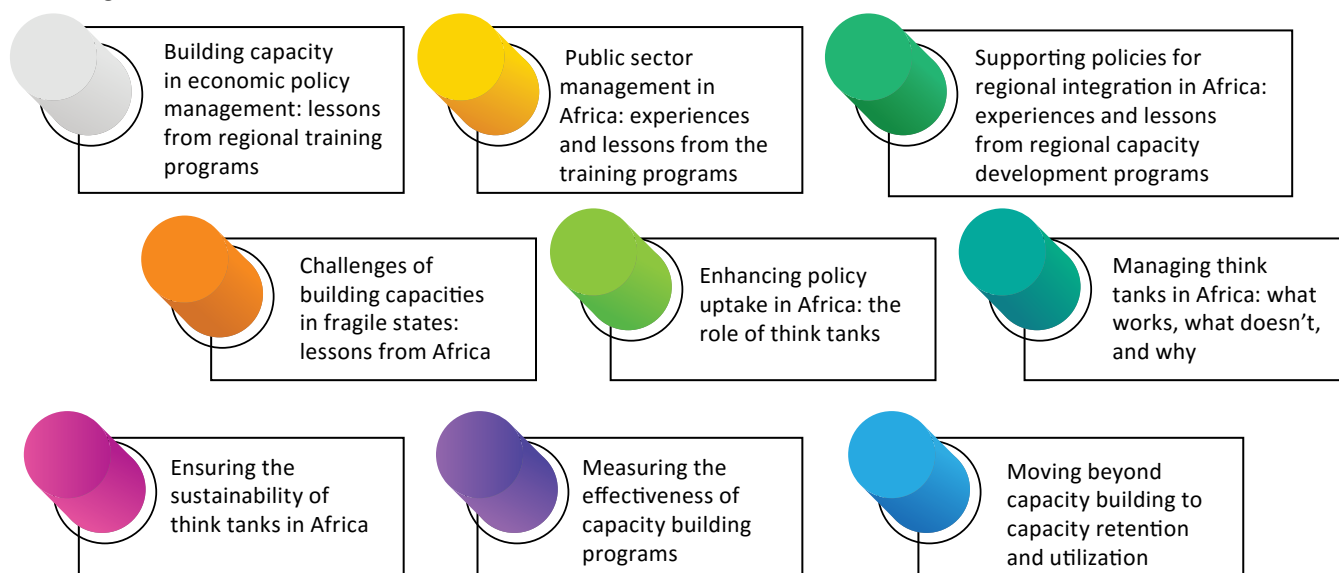 Building capacity
in economic policy
management: lessons
from regional training
programs
Public sector
management in
Africa: experiences
and lessons from the
training programs
Supporting policies for
regional integration in Africa:
experiences and lessons
from regional capacity
development programs
Challenges of
building capacities
in fragile states:
lessons from Africa
Enhancing policy
uptake in Africa: the
role of think tanks
Managing think
tanks in Africa: what
works, what doesn't,
and why
Ensuring the
sustainability of
think tanks in Africa
Measuring the
effectiveness of
capacity building
programs
Moving beyond
capacity building to
capacity retention
and utilization